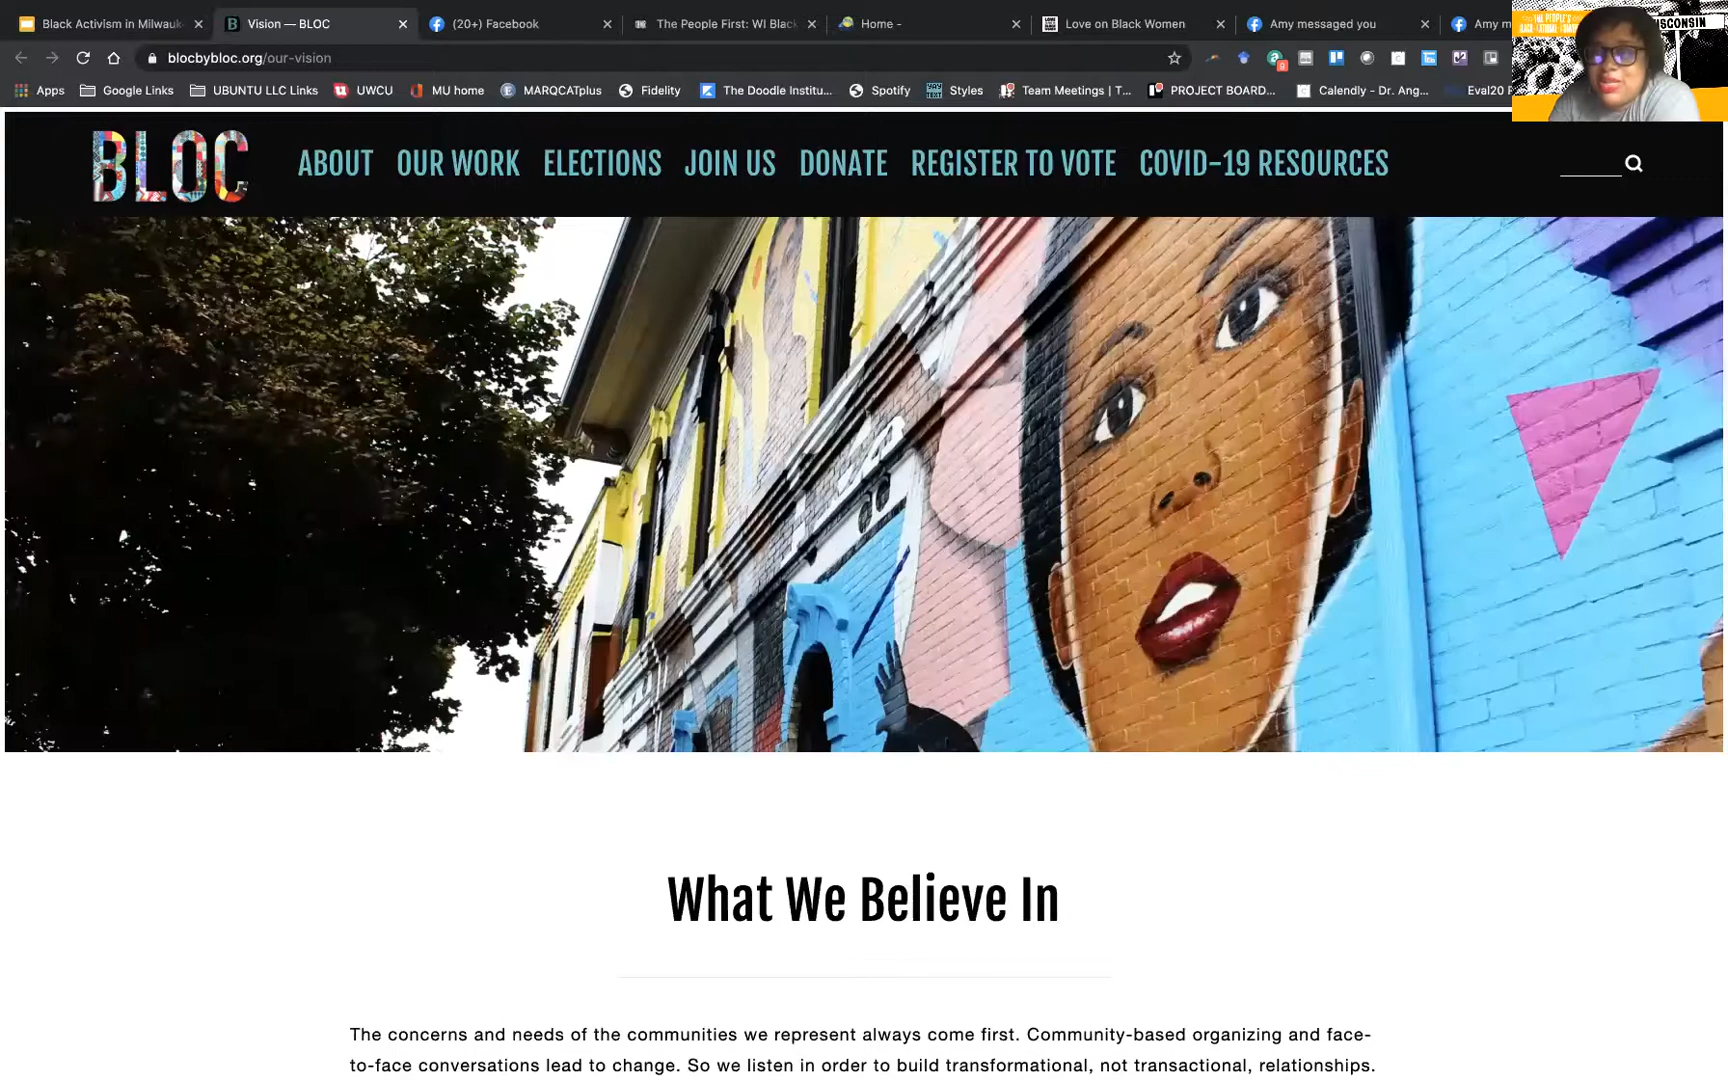 Black Activism in Milwauk
Vision — BLOC
(20+) Facebook
The People First: WI Black
Home -
Love on Black Women
Amy messaged you
Amy m
blocbybloc.org/our-vision
Apps
Google Links
UBUNTU LLC Links
UWCU
MU home
MARQCATplus
Fidelity
The Doodle Institu...
Spotify
Styles
Team Meetings | T...
PROJECT BOARD...
Calendly - Dr. Ang...
Eval20
WISCONSIN
BLOC
ABOUT
OUR WORK
ELECTIONS
JOIN US
DONATE
REGISTER TO VOTE
COVID-19 RESOURCES
What We Believe In
The concerns and needs of the communities we represent always come first. Community-based organizing and face-
to-face conversations lead to change. So we listen in order to build transformational, not transactional, relationships.